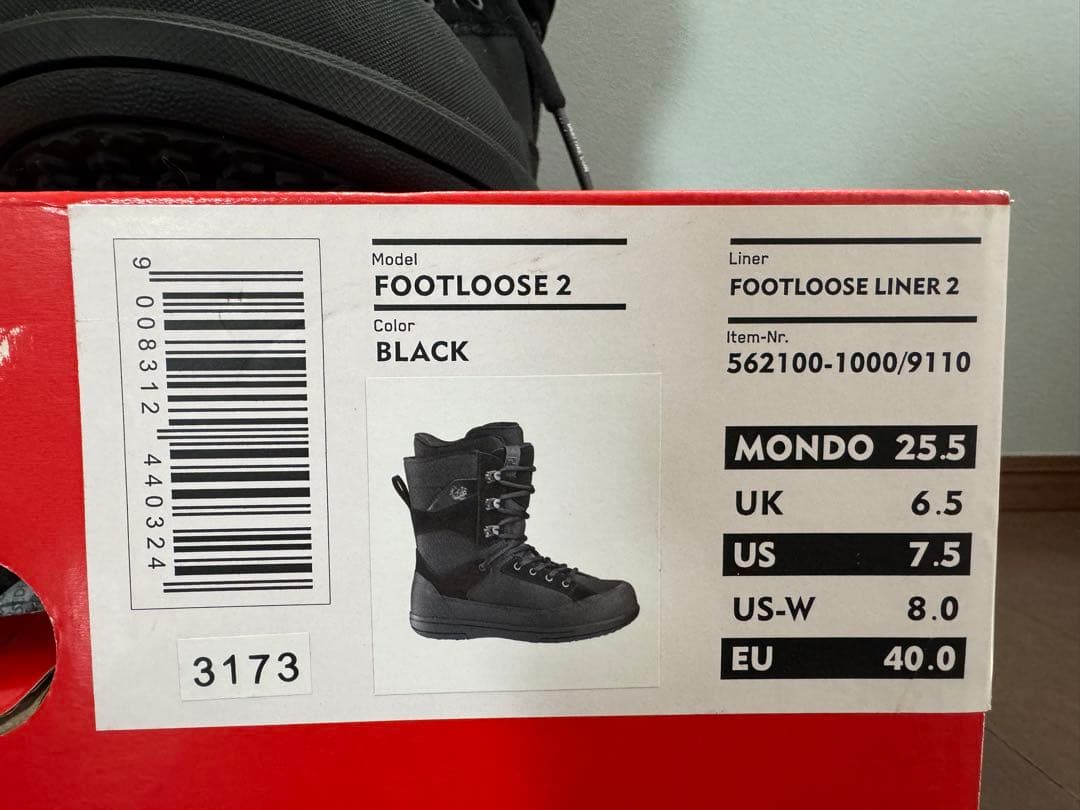 9 008312 440324
3173
Model
FOOTLOOSE 2
Color
BLACK
Liner
FOOTLOOSE LINER 2
Item-Nr.
562100-1000/9110
MONDO 25.5
UK 6.5
US 7.5
US-W 8.0
EU 40.0